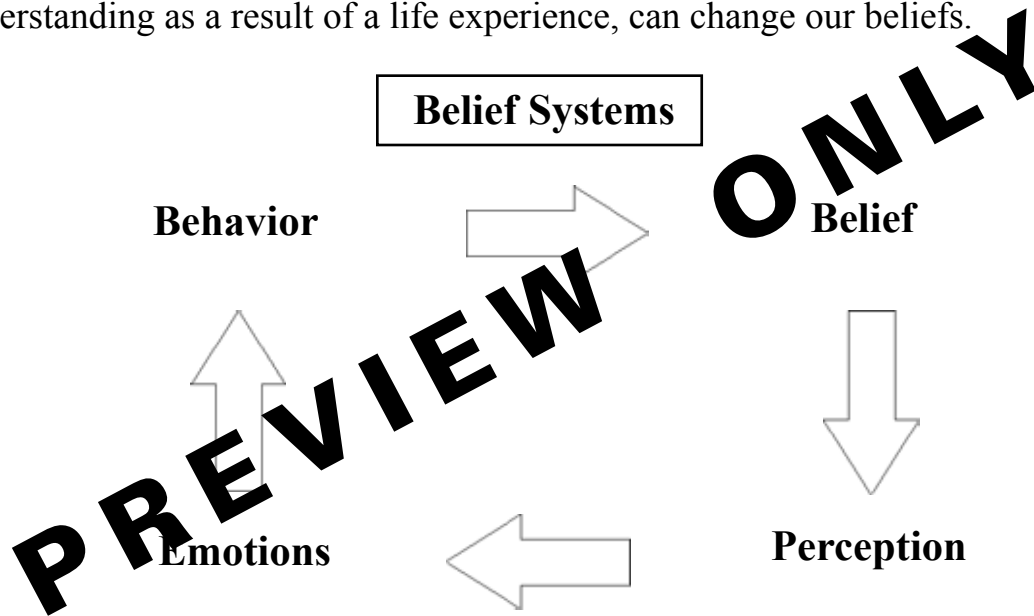 erstanding as a result of a life experience, can change our beliefs.
Belief Systems
Behavior
Belief
PREVIEW ONLY
Emotions
Perception